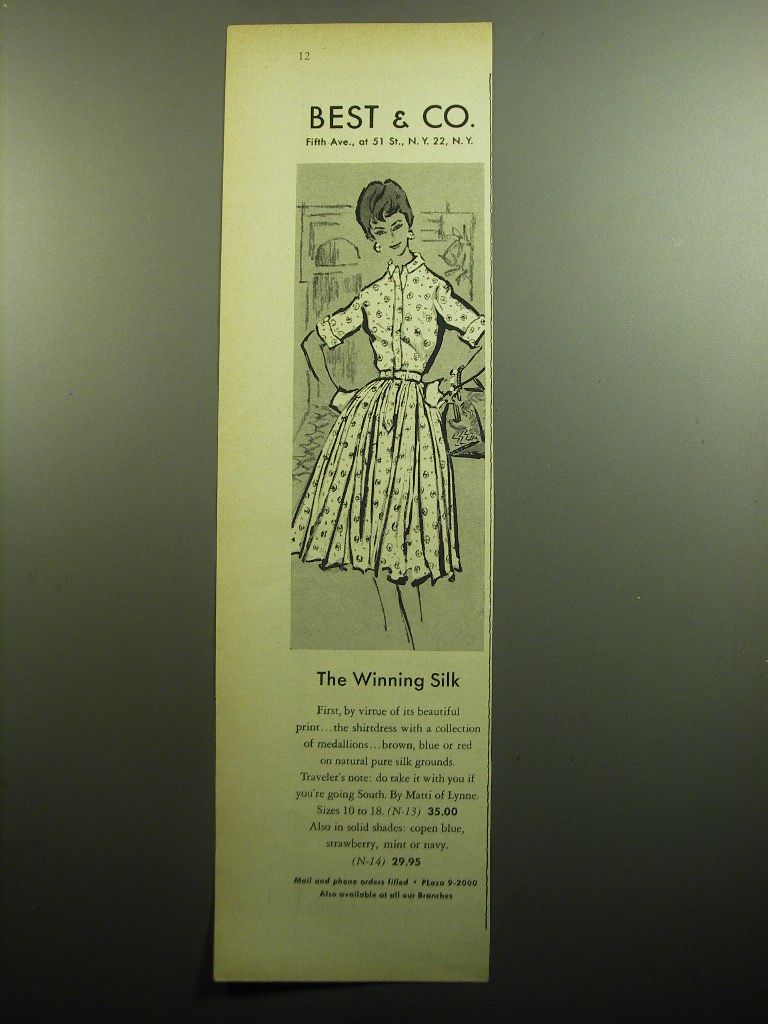 12
BEST & CO.
Fifth Ave., at 51 St., N. Y. 22, N. Y.
The Winning Silk
First, by virtue of its beautiful
print...the shirtdress with a collection
of medallions...brown, blue or red
on natural pure silk grounds.
Traveler's note: do take it with you if
you're going South. By Matti of Lynne.
Sizes 10 to 18. (N-13) 35.00
Also in solid shades: copen blue,
strawberry, mint or navy.
(N-14) 29.95
Mail and phone orders filled • PLaza 9-2000
Also available at all our Branches